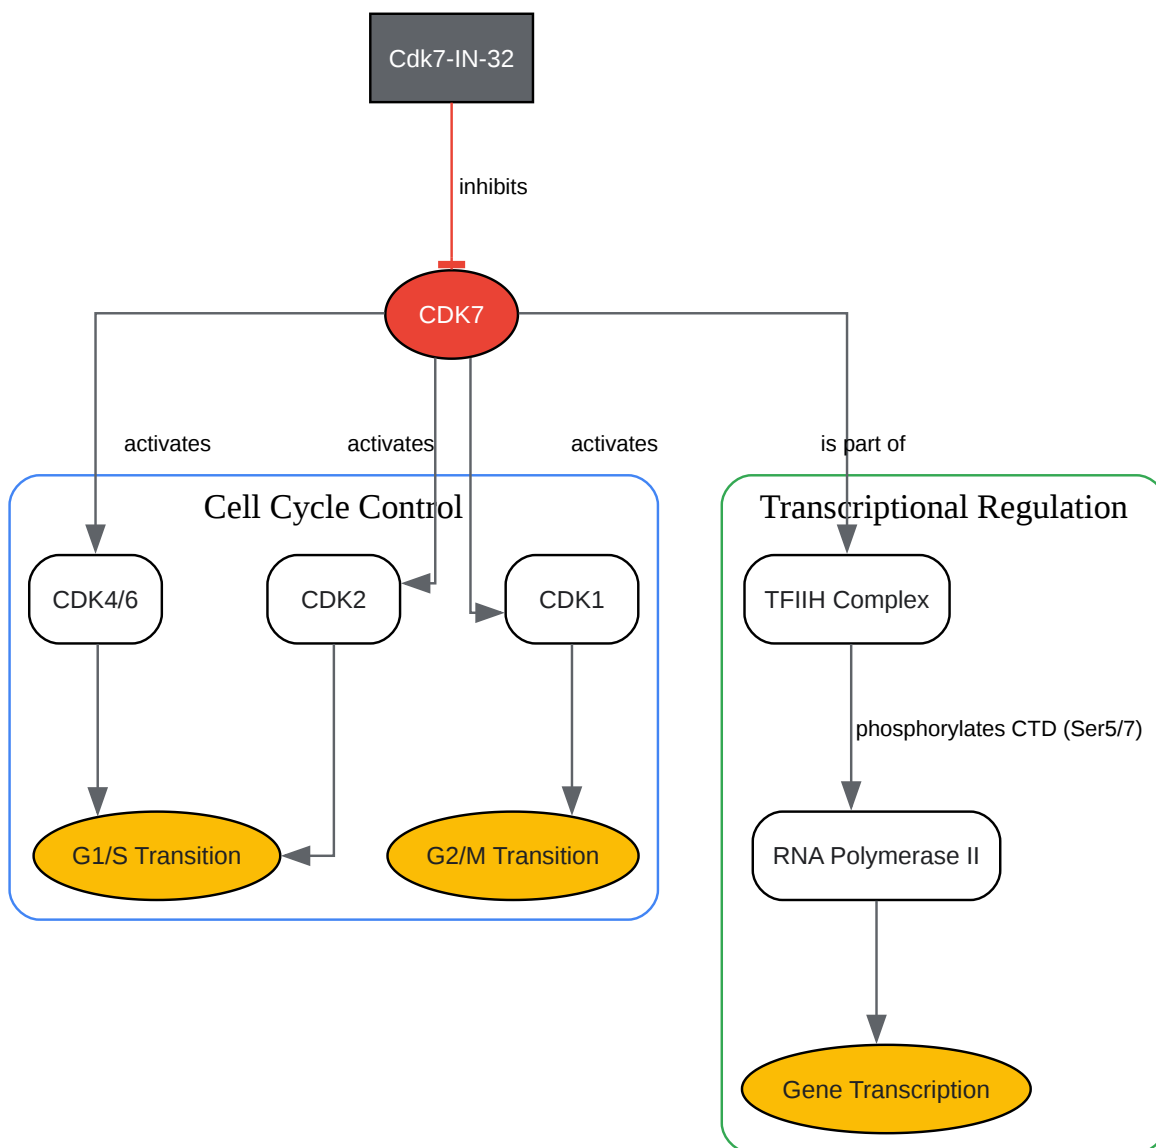 Cdk7-IN-32
inhibits
CDK7
activates
activates
activates
is part of
Cell Cycle Control
Transcriptional Regulation
CDK4/6
CDK2
CDK1
TFIIH Complex
phosphorylates CTD (Ser5/7)
G1/S Transition
G2/M Transition
RNA Polymerase II
Gene Transcription